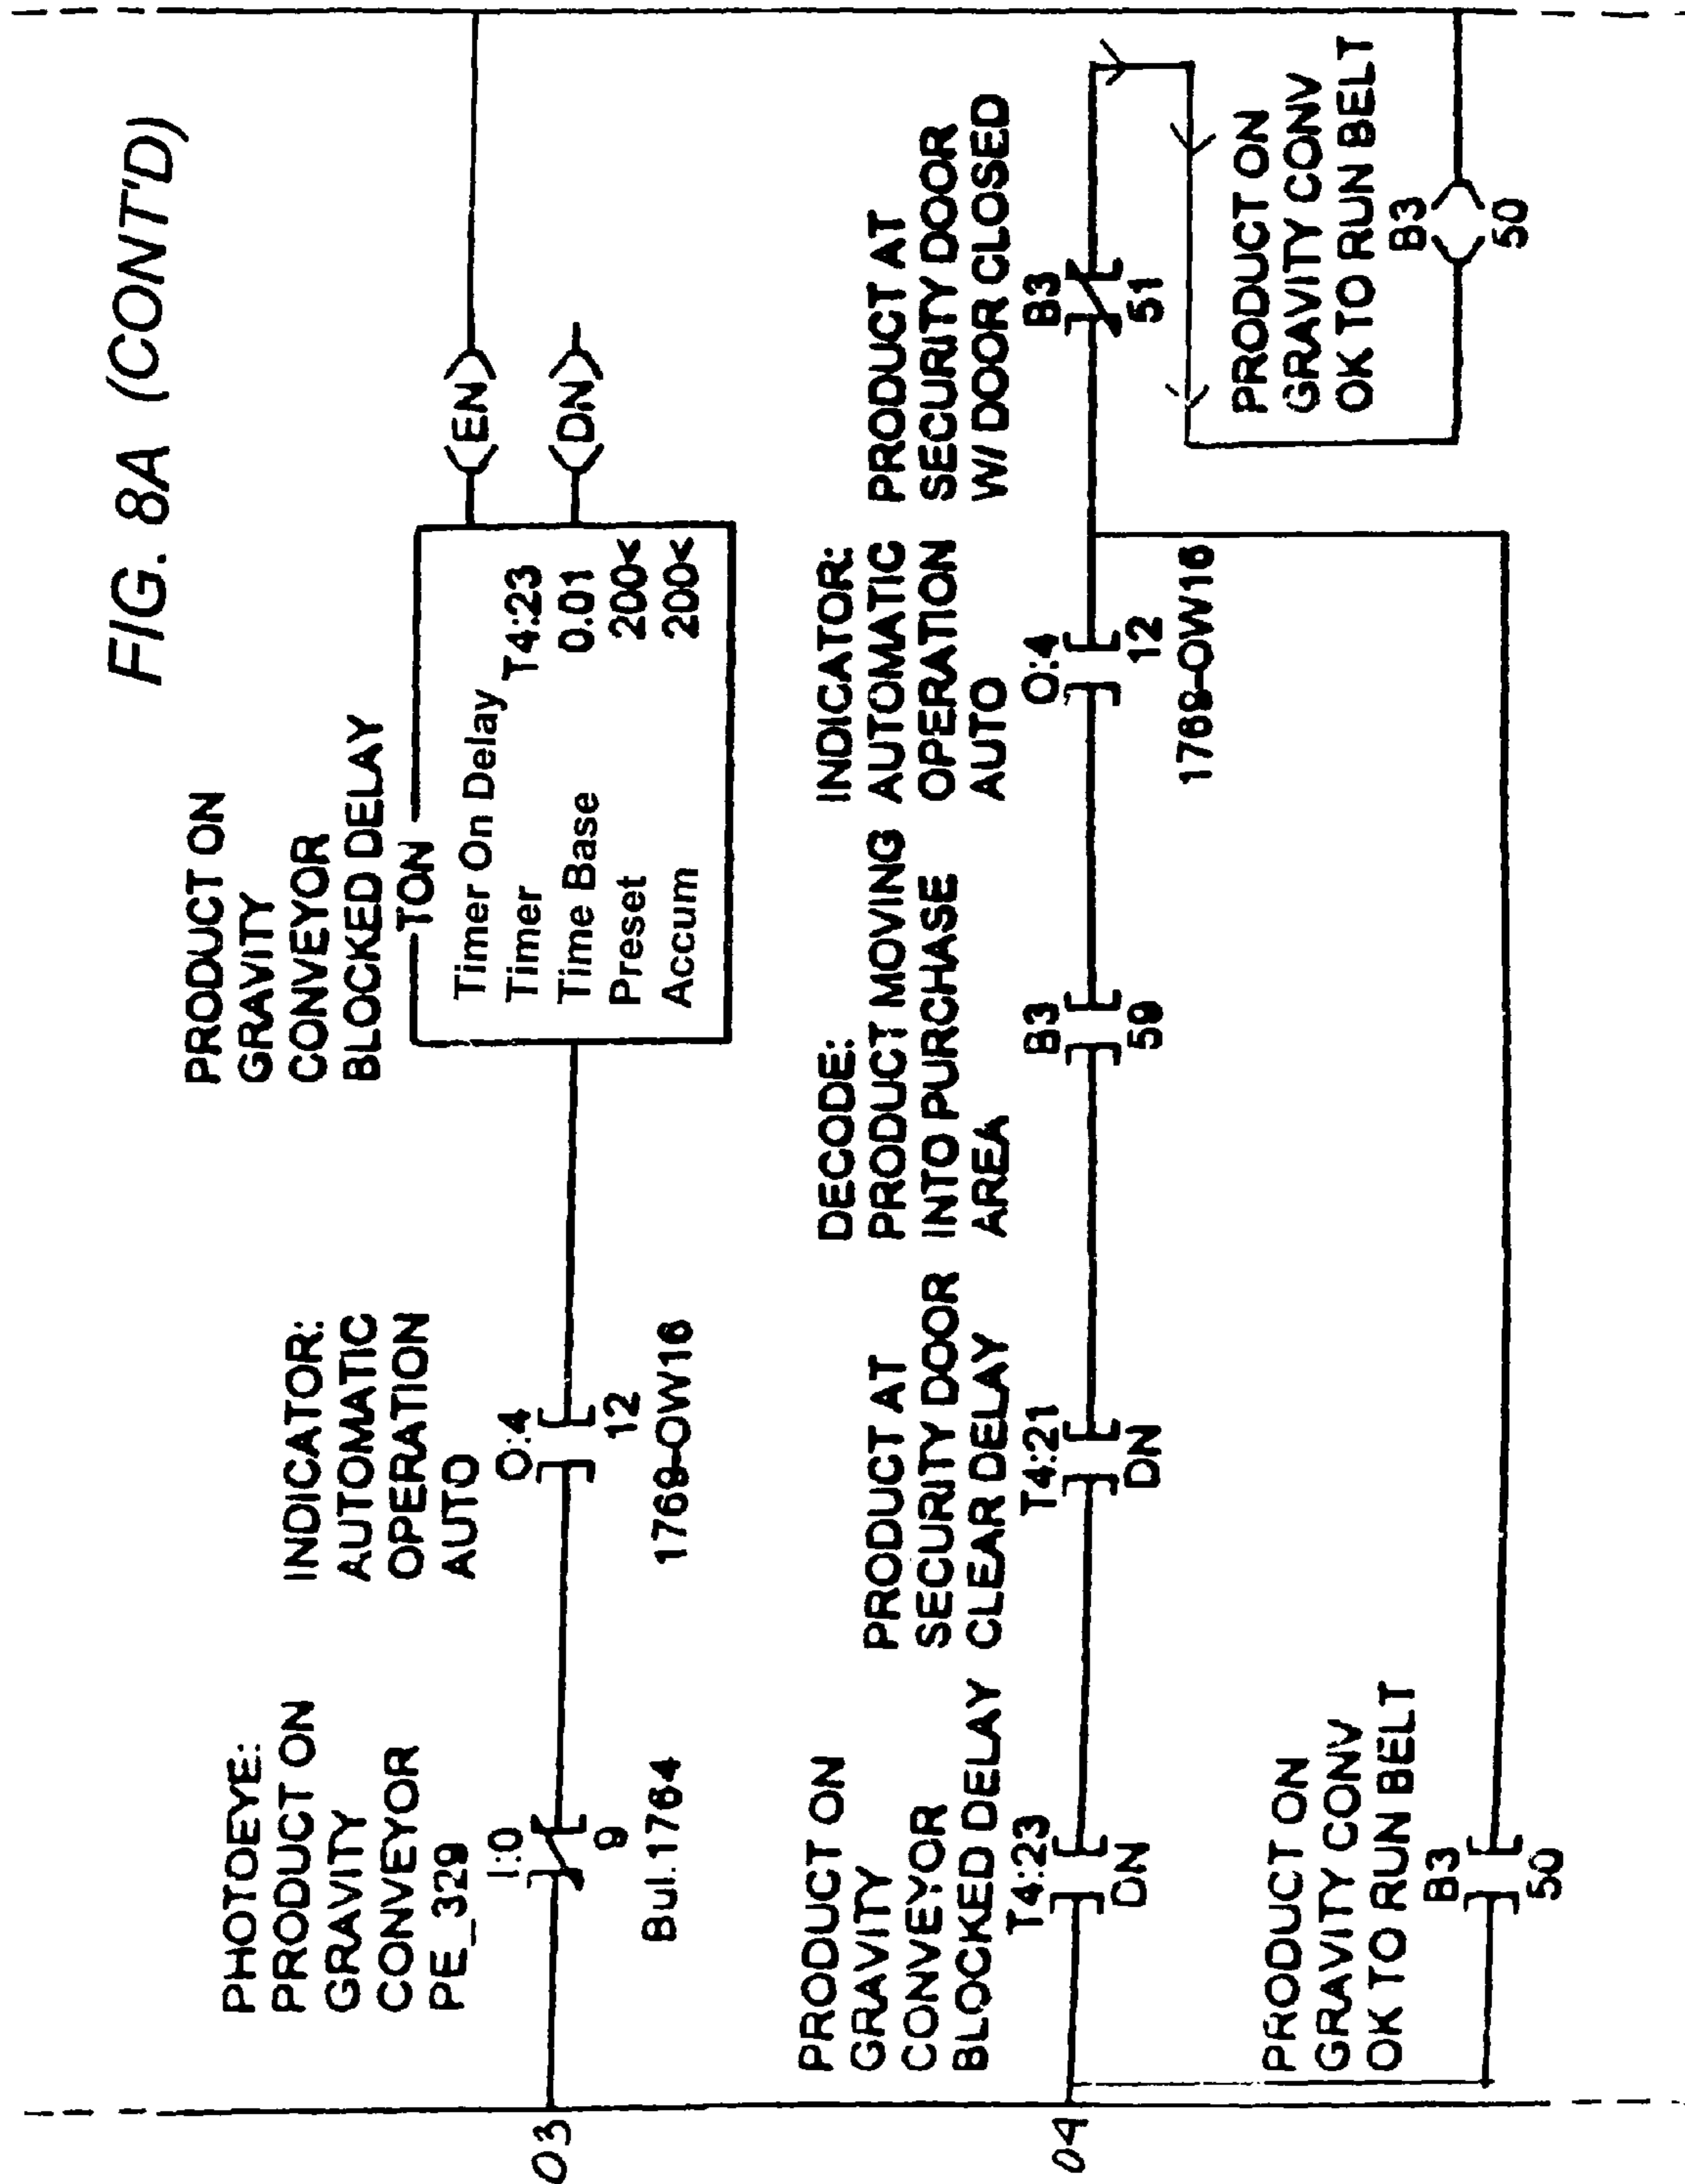 FIG. 8A (CONT'D)
03
PHOTOEYE:
PRODUCT ON
GRAVITY
CONVEYOR
PE_329
I:0
9
Bul.1764
INDICATOR:
AUTOMATIC
OPERATION
AUTO
O:4
12
1769-OW16
PRODUCT ON
GRAVITY
CONVEYOR
BLOCKED DELAY
TON
Timer On Delay
Timer T4:23
Time Base 0.01
Preset 200<
Accum 200<
EN
DN
04
PRODUCT ON
GRAVITY
CONVEYOR
BLOCKED DELAY
T4:23
DN
PRODUCT AT
SECURITY DOOR
CLEAR DELAY
T4:21
DN
DECODE:
PRODUCT MOVING
INTO PURCHASE
AREA
B3
59
INDICATOR:
AUTOMATIC
OPERATION
AUTO
O:4
12
1769-OW16
PRODUCT AT
SECURITY DOOR
W/ DOOR CLOSED
B3
51
PRODUCT ON
GRAVITY CONV
OK TO RUN BELT
B3
50
PRODUCT ON
GRAVITY CONV
OK TO RUN BELT
B3
50